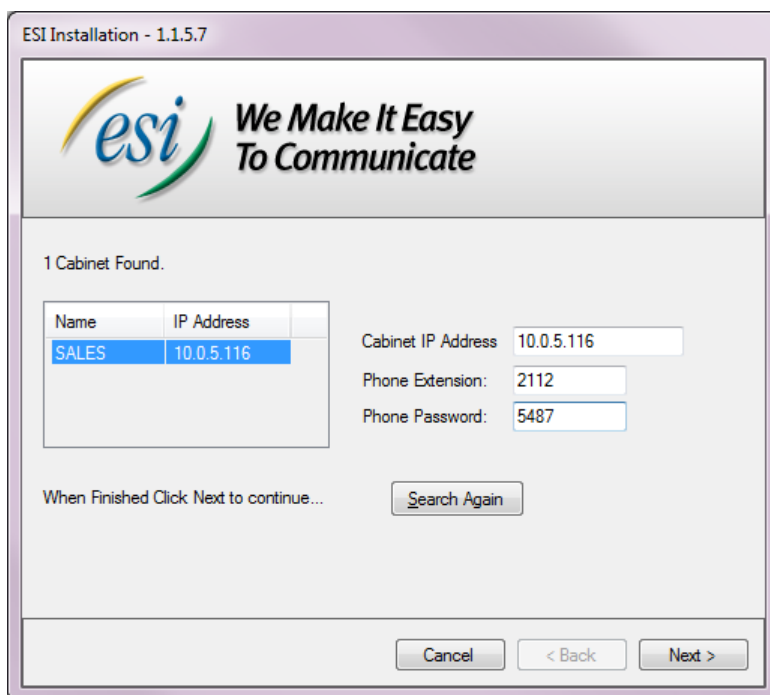 ESI Installation - 1.1.5.7
esi
We Make It Easy
To Communicate
1 Cabinet Found.
Name IP Address
SALES 10.0.5.116
Cabinet IP Address 10.0.5.116
Phone Extension: 2112
Phone Password: 5487
When Finished Click Next to continue...
Search Again
Cancel < Back Next >